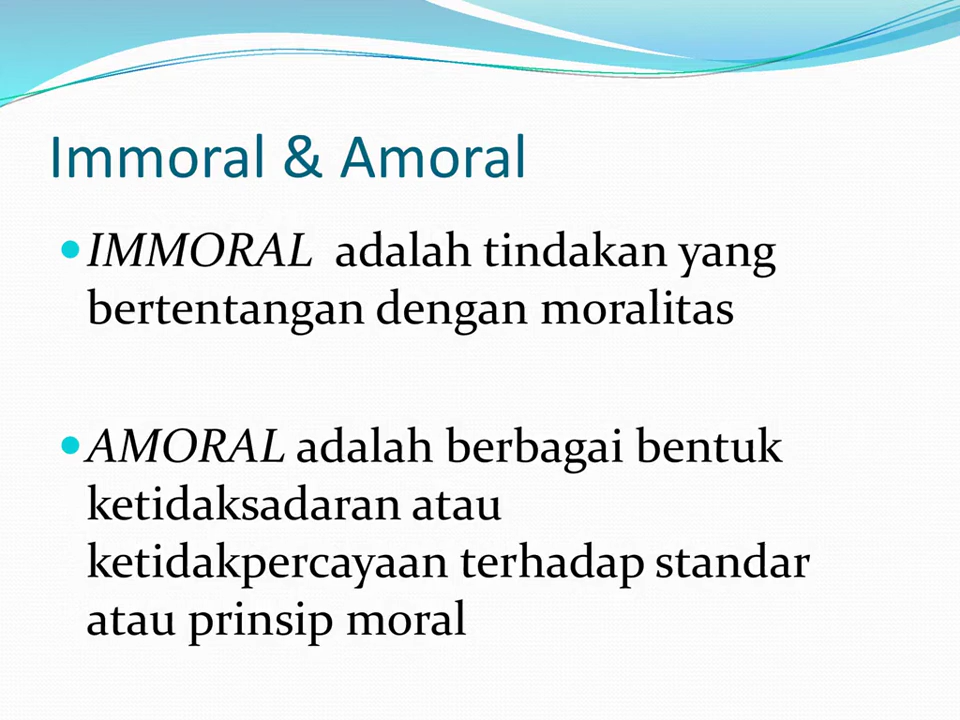 Immoral & Amoral
IMMORAL adalah tindakan yang
bertentangan dengan moralitas
AMORAL adalah berbagai bentuk
ketidaksadaran atau
ketidakpercayaan terhadap standar
atau prinsip moral